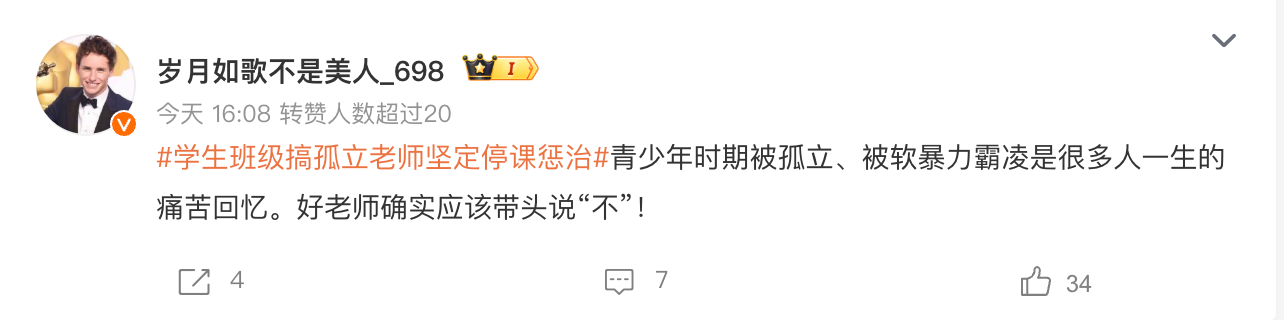 岁月如歌不是美人_698 I
今天 16:08 转赞人数超过20
#学生班级搞孤立老师坚定停课惩治#青少年时期被孤立、被软暴力霸凌是很多人一生的
痛苦回忆。好老师确实应该带头说“不”！
4 7 34